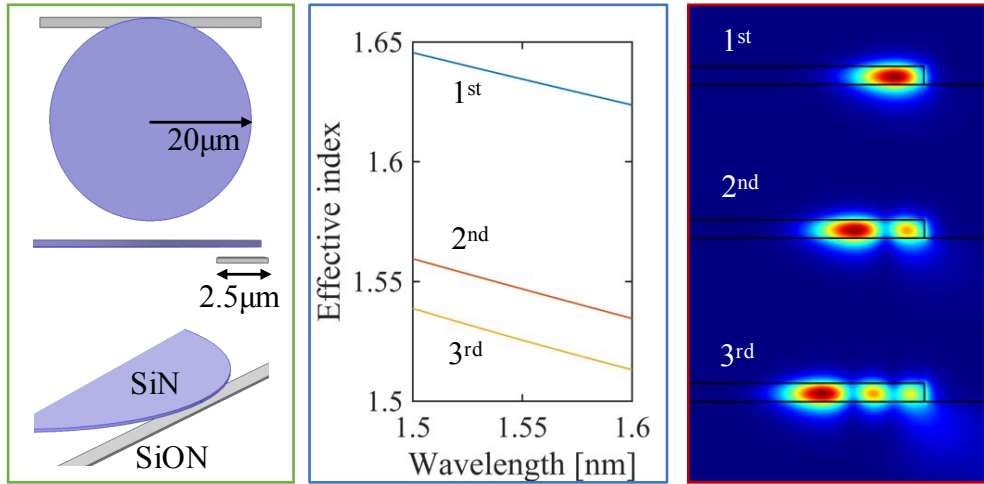 20μm
2.5μm
SiN
SiON
Effective index
1.65
1.6
1.55
1.5
1st
2nd
3rd
1.5
1.55
1.6
Wavelength [nm]
1st
2nd
3rd